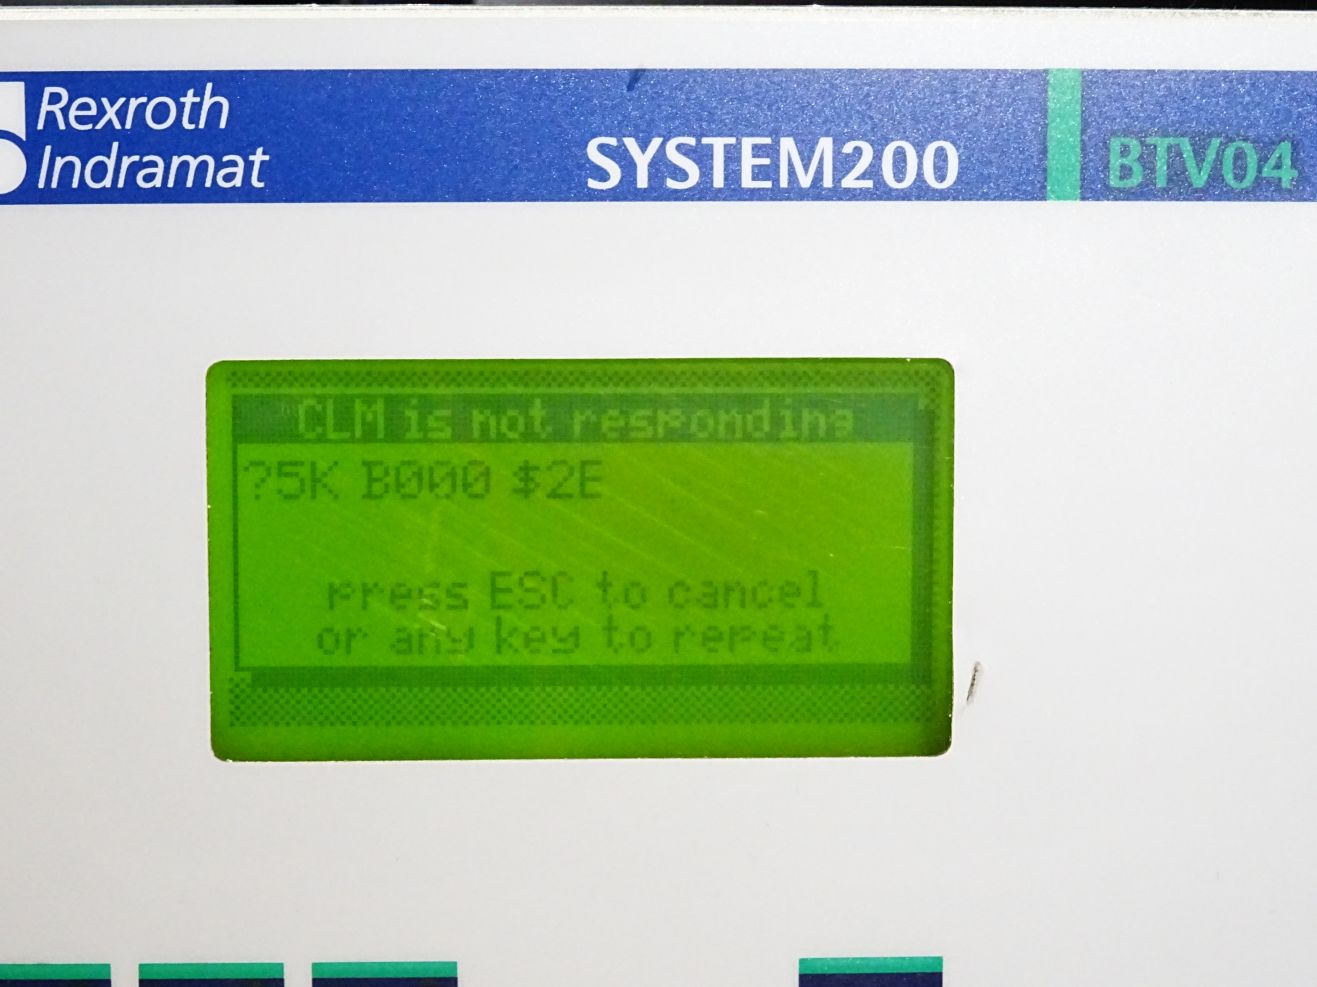 Rexroth
Indramat
SYSTEM200
BTV04
CLM is not responding
?5K B000 $2E
press ESC to cancel
or any key to repeat